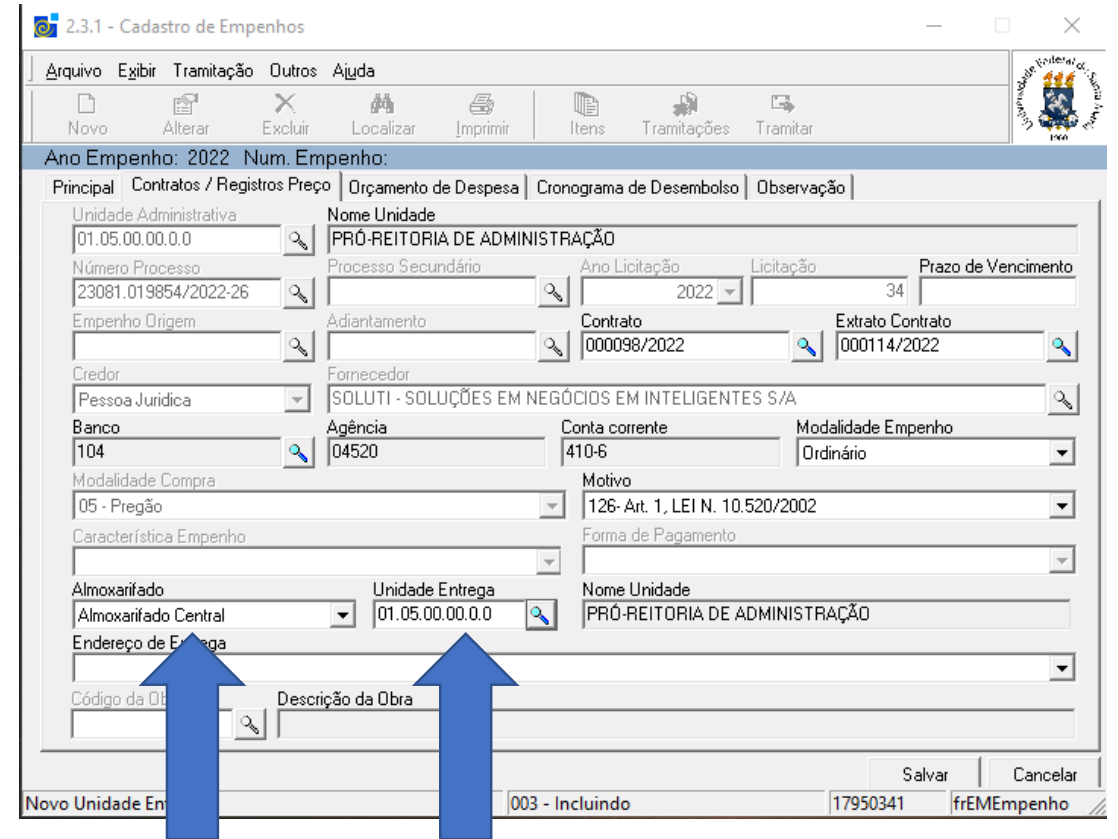 2.3.1 - Cadastro de Empenhos
Arquivo Exibir Tramitação Outros Ajuda
Novo Alterar Excluir Localizar Imprimir Itens Tramitações Tramitar
1960
Ano Empenho: 2022 Num. Empenho:
Principal Contratos / Registros Preço Orçamento de Despesa Cronograma de Desembolso Observação
Unidade Administrativa Nome Unidade
01.05.00.00.0.0 PRÓ-REITORIA DE ADMINISTRAÇÃO
Número Processo Processo Secundário Ano Licitação Licitação Prazo de Vencimento
23081.019854/2022-26 2022 34
Empenho Origem Adiantamento Contrato Extrato Contrato
000098/2022 000114/2022
Credor Fornecedor
Pessoa Juridica SOLUTI - SOLUÇÕES EM NEGÓCIOS EM INTELIGENTES S/A
Banco Agência Conta corrente Modalidade Empenho
104 04520 410-6 Ordinário
Modalidade Compra Motivo
05 - Pregão 126- Art. 1, LEI N. 10.520/2002
Característica Empenho Forma de Pagamento
Almoxarifado Unidade Entrega Nome Unidade
Almoxarifado Central 01.05.00.00.0.0 PRÓ-REITORIA DE ADMINISTRAÇÃO
Endereço de
Código da Descrição da Obra
Salvar Cancelar
Novo Unidade 003 - Incluindo 17950341 frEMEmpenho